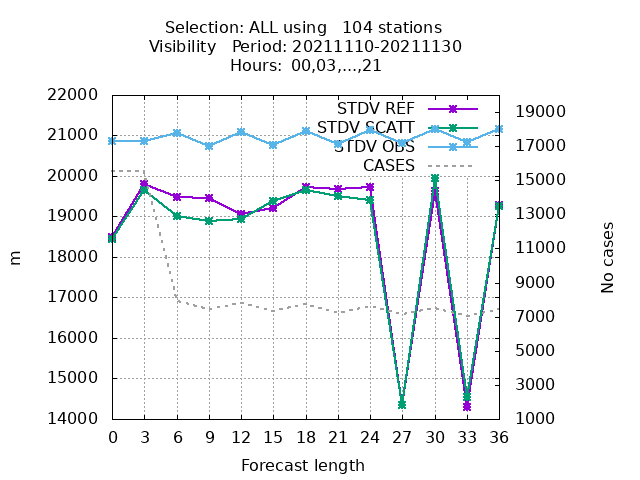 Selection: ALL using   104 stations
Visibility   Period: 20211110-20211130
Hours:  00,03,...,21
22000
21000
20000
19000
18000
17000
16000
15000
14000
m
STDV REF
STDV SCATT
STDV OBS
CASES
19000
17000
15000
13000
11000
9000
7000
5000
3000
1000
No cases
0 3 6 9 12 15 18 21 24 27 30 33 36
Forecast length